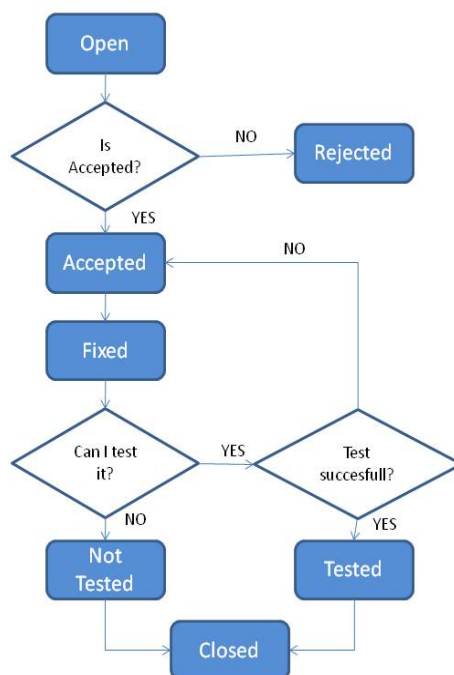 Open
Is
Accepted?
NO
Rejected
YES
Accepted
NO
Fixed
Can I test
it?
YES
Test
succesfull?
NO
YES
Not
Tested
Tested
Closed